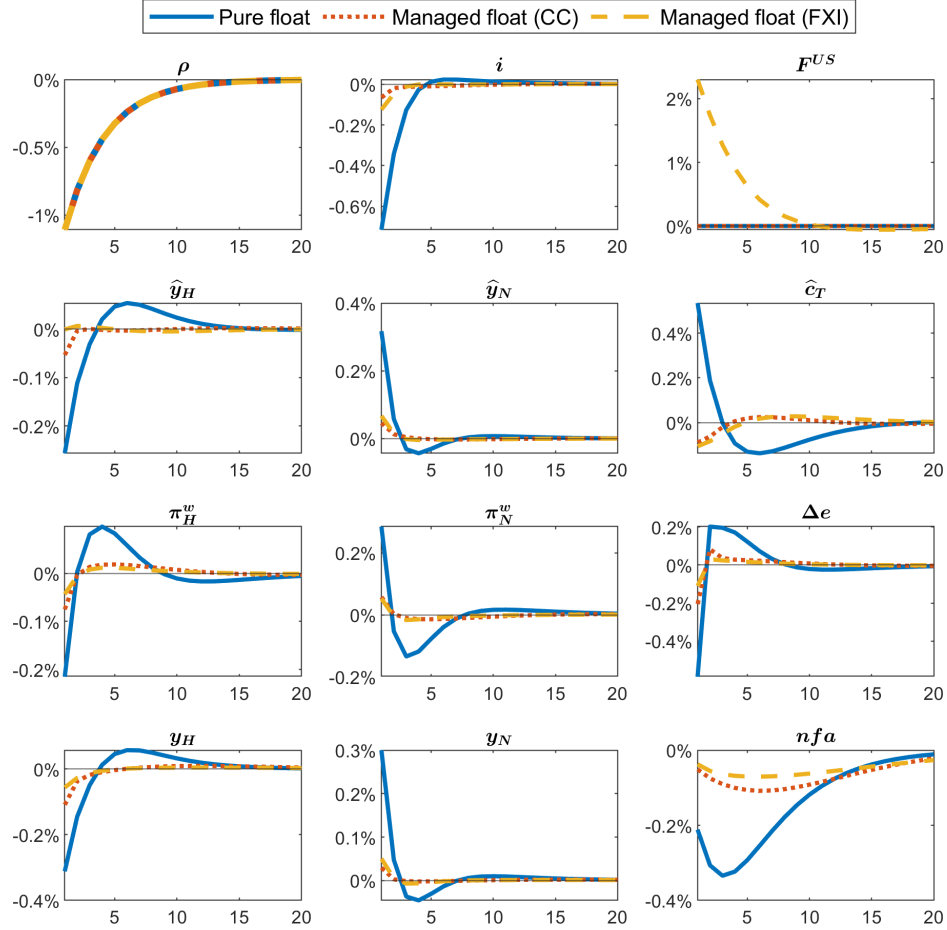 Pure float Managed float (CC) Managed float (FXI)
ρ i F^{US}
0% -0.5% -1% 5 10 15 20
0% -0.2% -0.4% -0.6% 5 10 15 20
2% 1% 0% 5 10 15 20
ŷ_H ŷ_N ĉ_T
0% -0.1% -0.2% 5 10 15 20
0.4% 0.2% 0% 5 10 15 20
0.4% 0.2% 0% 5 10 15 20
π^w_H π^w_N Δe
0% -0.1% -0.2% 5 10 15 20
0.2% 0% -0.2% 5 10 15 20
0.2% 0% -0.2% -0.4% 5 10 15 20
y_H y_N nfa
0% -0.2% -0.4% 5 10 15 20
0.3% 0.2% 0.1% 0% 5 10 15 20
0% -0.2% -0.4% 5 10 15 20